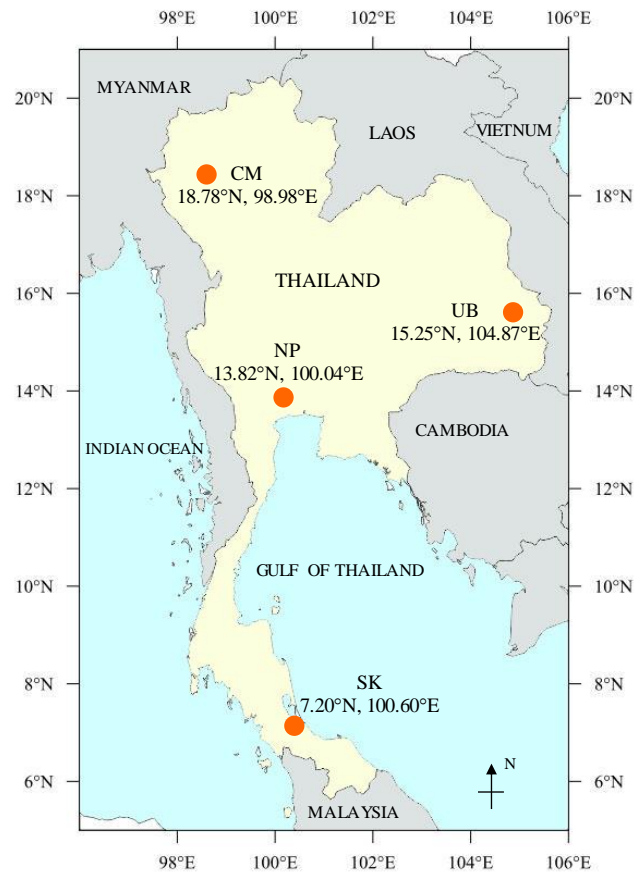 98°E 100°E 102°E 104°E 106°E
20°N 20°N
MYANMAR
LAOS
VIETNUM
18°N 18°N
CM
18.78°N, 98.98°E
THAILAND
16°N 16°N
UB
15.25°N, 104.87°E
NP
13.82°N, 100.04°E
14°N 14°N
CAMBODIA
INDIAN OCEAN
12°N 12°N
GULF OF THAILAND
10°N 10°N
8°N 8°N
SK
7.20°N, 100.60°E
N
6°N 6°N
MALAYSIA
98°E 100°E 102°E 104°E 106°E